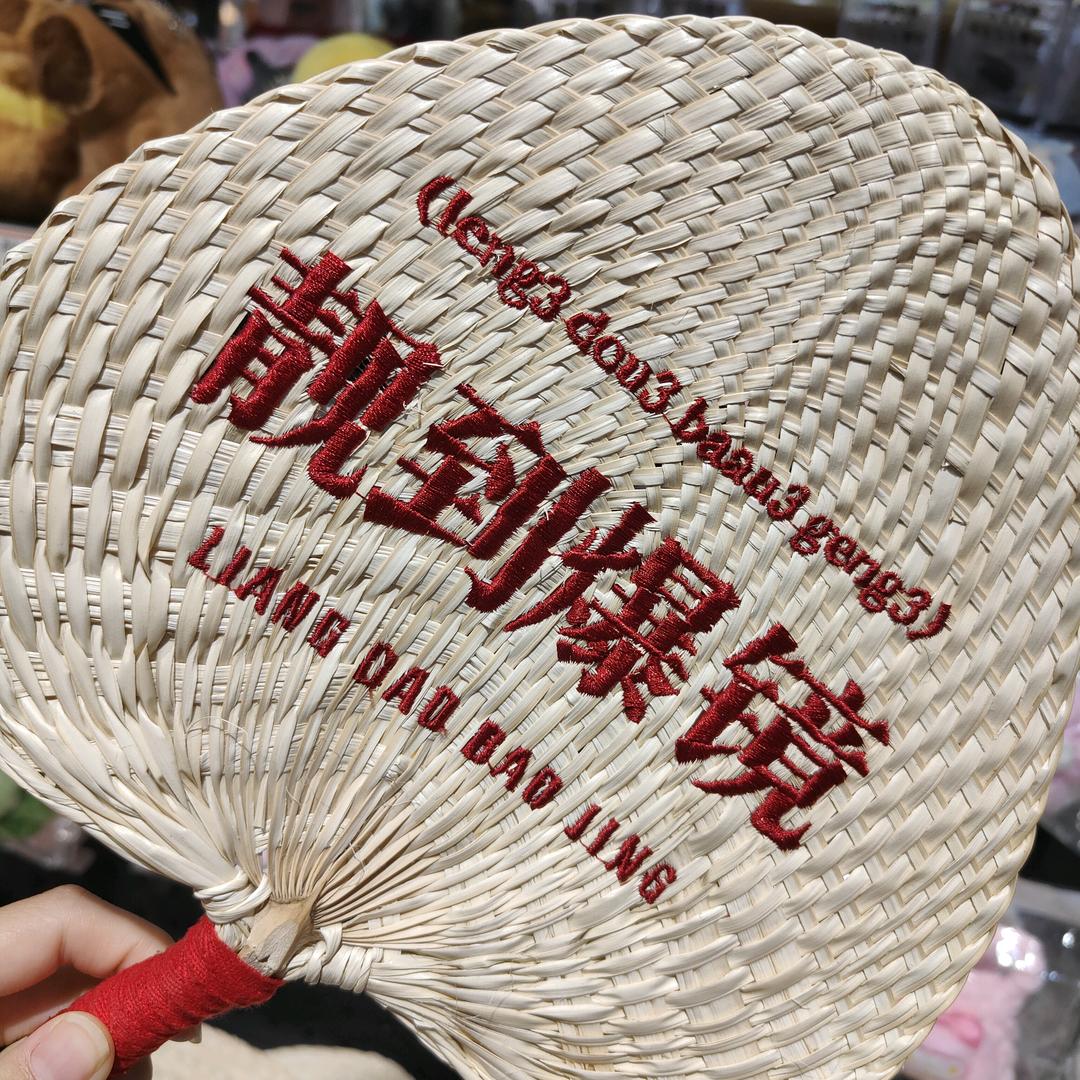 (leng3 dou3 baau3 geng3)
靓到爆镜
LIANG DAO BAO JING